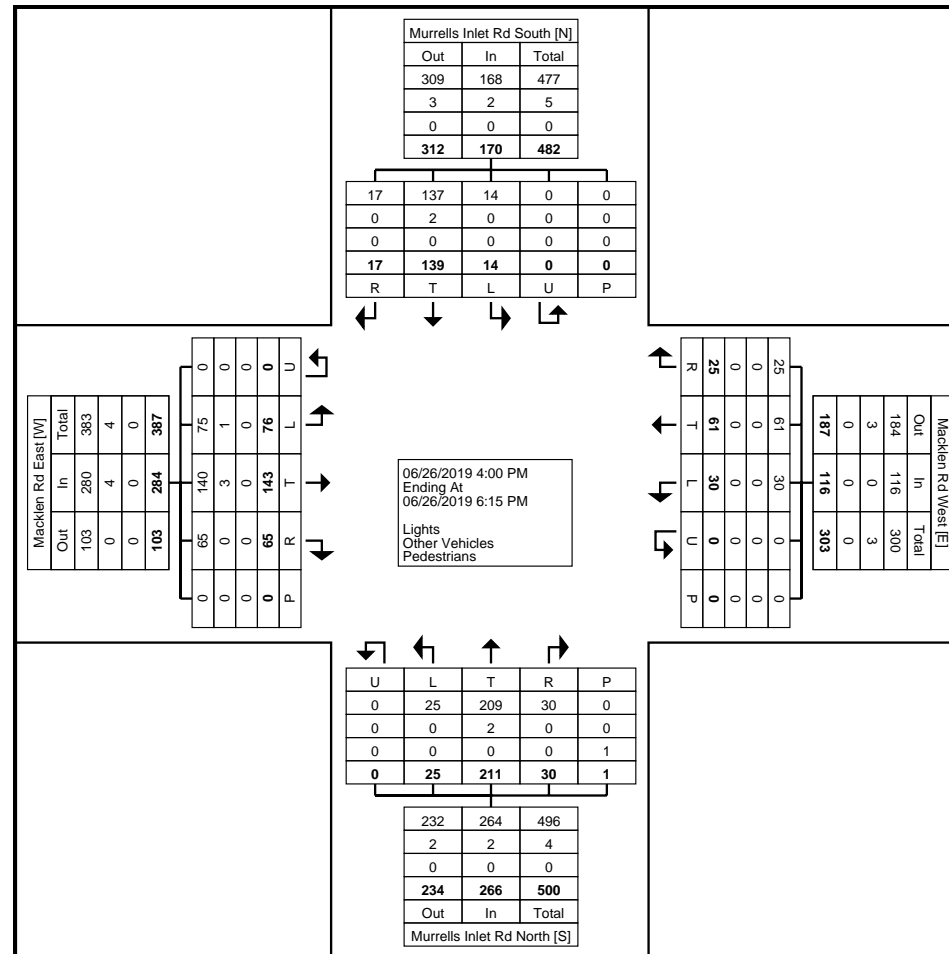 Murrells Inlet Rd South [N]
Out In Total
309 168 477
3 2 5
0 0 0
312 170 482
17 137 14 0 0
0 2 0 0 0
0 0 0 0 0
17 139 14 0 0
R T L U P
Macklen Rd East [W]
Total In Out
383 280 103
4 4 0
0 0 0
387 284 103
0 75 140 65 0
0 1 3 0 0
0 0 0 0 0
0 76 143 65 0
U L T R P
06/26/2019 4:00 PM
Ending At
06/26/2019 6:15 PM
Lights
Other Vehicles
Pedestrians
R T L U P
25 61 30 0 0
0 0 0 0 0
0 0 0 0 0
25 61 30 0 0
187 116 303
0 0 0
3 0 3
184 116 300
Out In Total
Macklen Rd West [E]
U L T R P
0 25 209 30 0
0 0 2 0 0
0 0 0 0 1
0 25 211 30 1
232 264 496
2 2 4
0 0 0
234 266 500
Out In Total
Murrells Inlet Rd North [S]